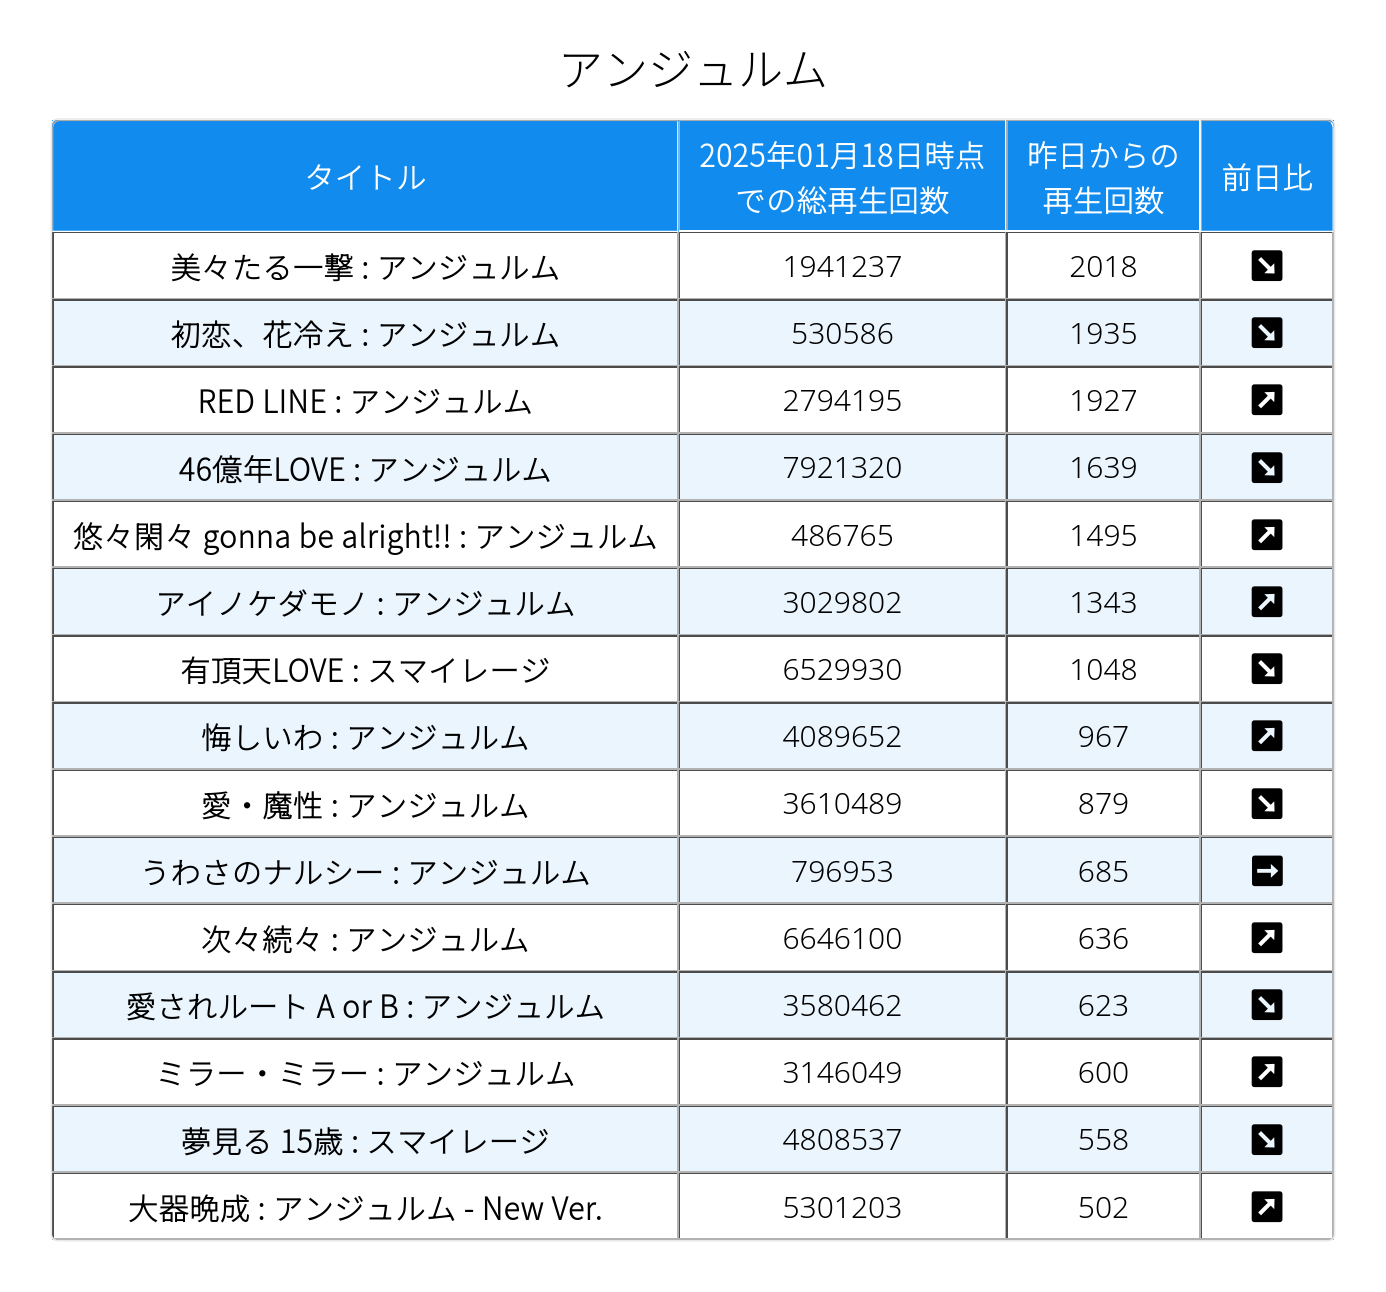 アンジュルム
タイトル 2025年01月18日時点での総再生回数 昨日からの再生回数 前日比
美々たる一撃 : アンジュルム 1941237 2018 ↘
初恋、花冷え : アンジュルム 530586 1935 ↘
RED LINE : アンジュルム 2794195 1927 ↗
46億年LOVE : アンジュルム 7921320 1639 ↘
悠々閑々 gonna be alright!! : アンジュルム 486765 1495 ↗
アイノケダモノ : アンジュルム 3029802 1343 ↗
有頂天LOVE : スマイレージ 6529930 1048 ↘
悔しいわ : アンジュルム 4089652 967 ↗
愛・魔性 : アンジュルム 3610489 879 ↘
うわさのナルシー : アンジュルム 796953 685 →
次々続々 : アンジュルム 6646100 636 ↗
愛されルート A or B : アンジュルム 3580462 623 ↘
ミラー・ミラー : アンジュルム 3146049 600 ↗
夢見る 15歳 : スマイレージ 4808537 558 ↘
大器晩成 : アンジュルム - New Ver. 5301203 502 ↗